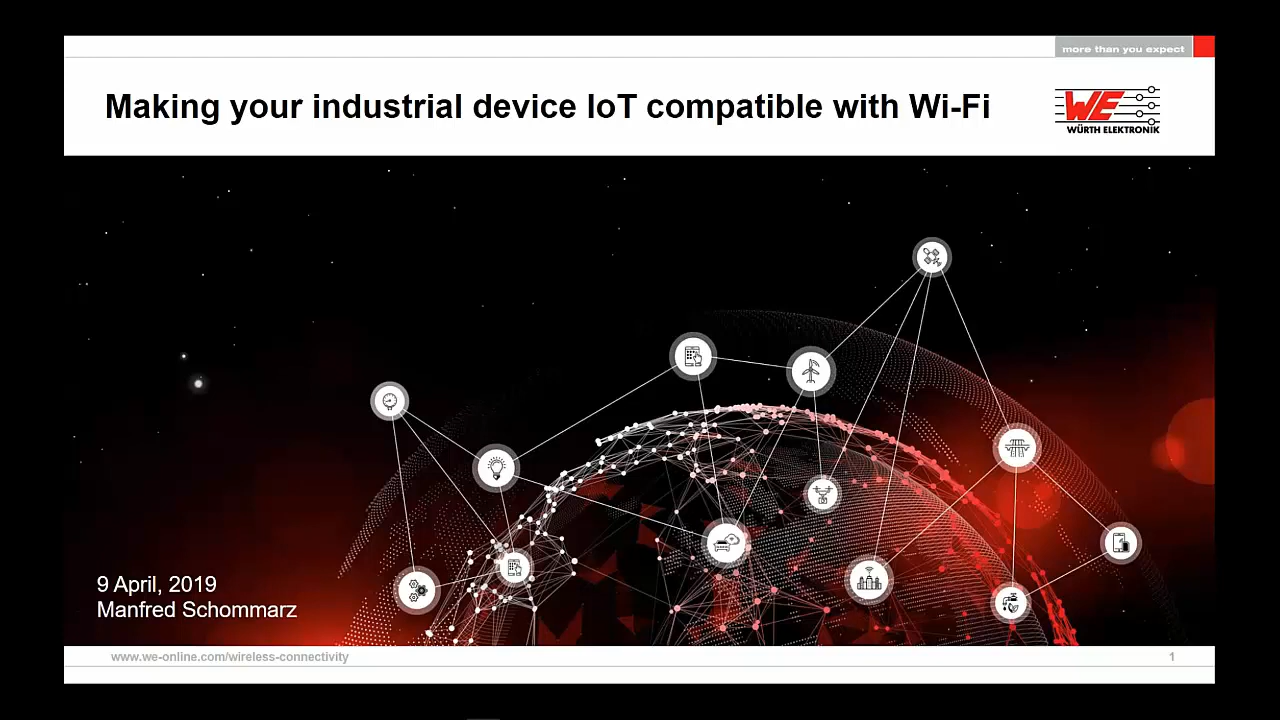 more than you expect
Making your industrial device IoT compatible with Wi-Fi
WE
WÜRTH ELEKTRONIK
9 April, 2019
Manfred Schommarz
www.we-online.com/wireless-connectivity
1